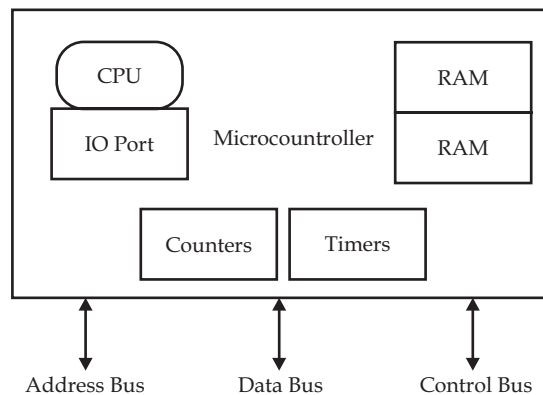 CPU
RAM
IO Port
Microcountroller
RAM
Counters
Timers
Address Bus
Data Bus
Control Bus